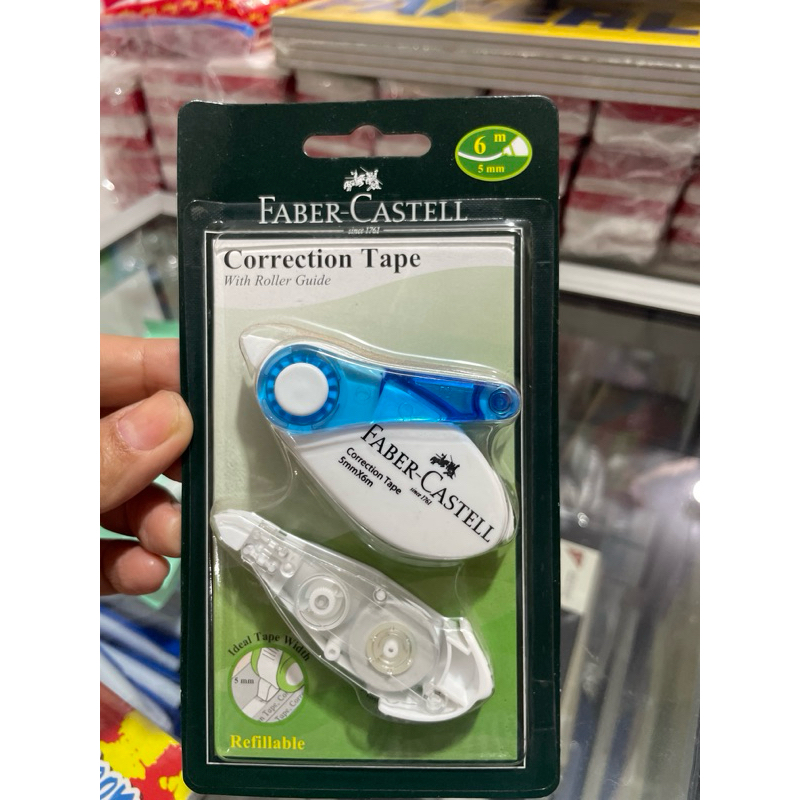 6 m
5 mm
FABER-CASTELL
since 1761
Correction Tape
With Roller Guide
FABER-CASTELL
since 1761
Correction Tape
5mmX6m
Ideal Tape Width
5 mm
Refillable